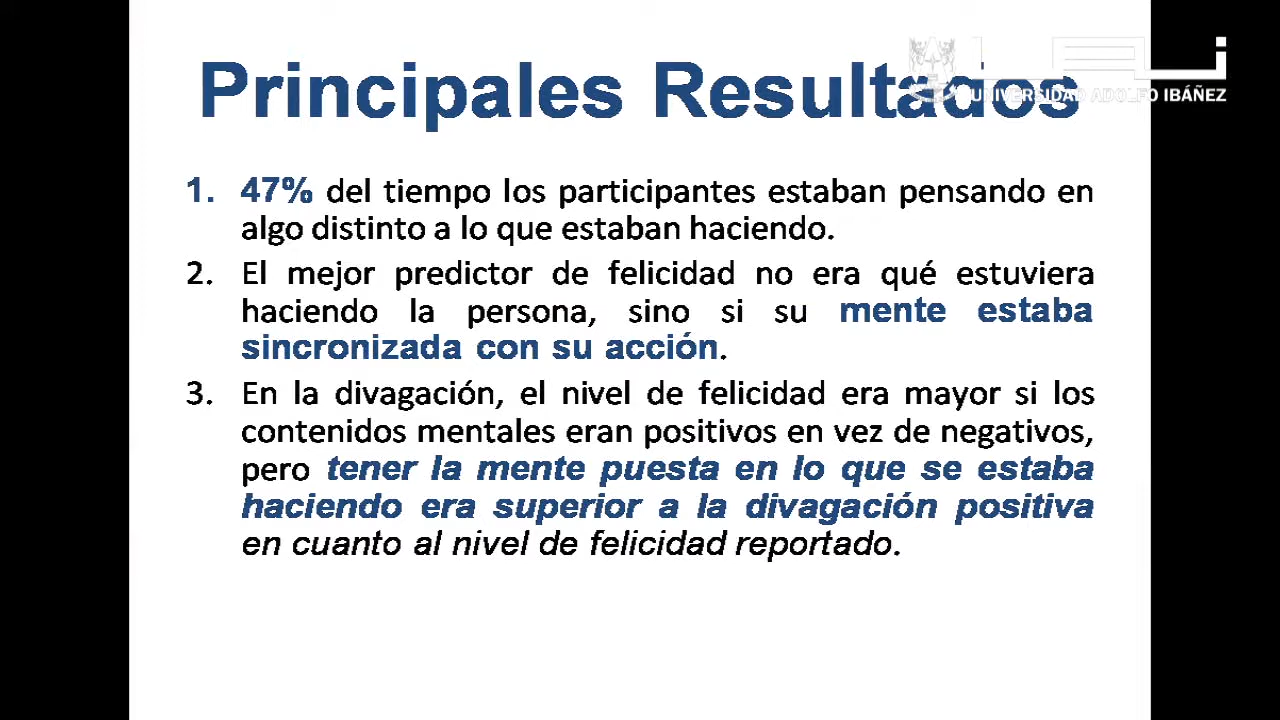 Principales Resultados
UAI
UNIVERSIDAD ADOLFO IBÁÑEZ
1. 47% del tiempo los participantes estaban pensando en
algo distinto a lo que estaban haciendo.
2. El mejor predictor de felicidad no era qué estuviera
haciendo la persona, sino si su mente estaba
sincronizada con su acción.
3. En la divagación, el nivel de felicidad era mayor si los
contenidos mentales eran positivos en vez de negativos,
pero tener la mente puesta en lo que se estaba
haciendo era superior a la divagación positiva
en cuanto al nivel de felicidad reportado.